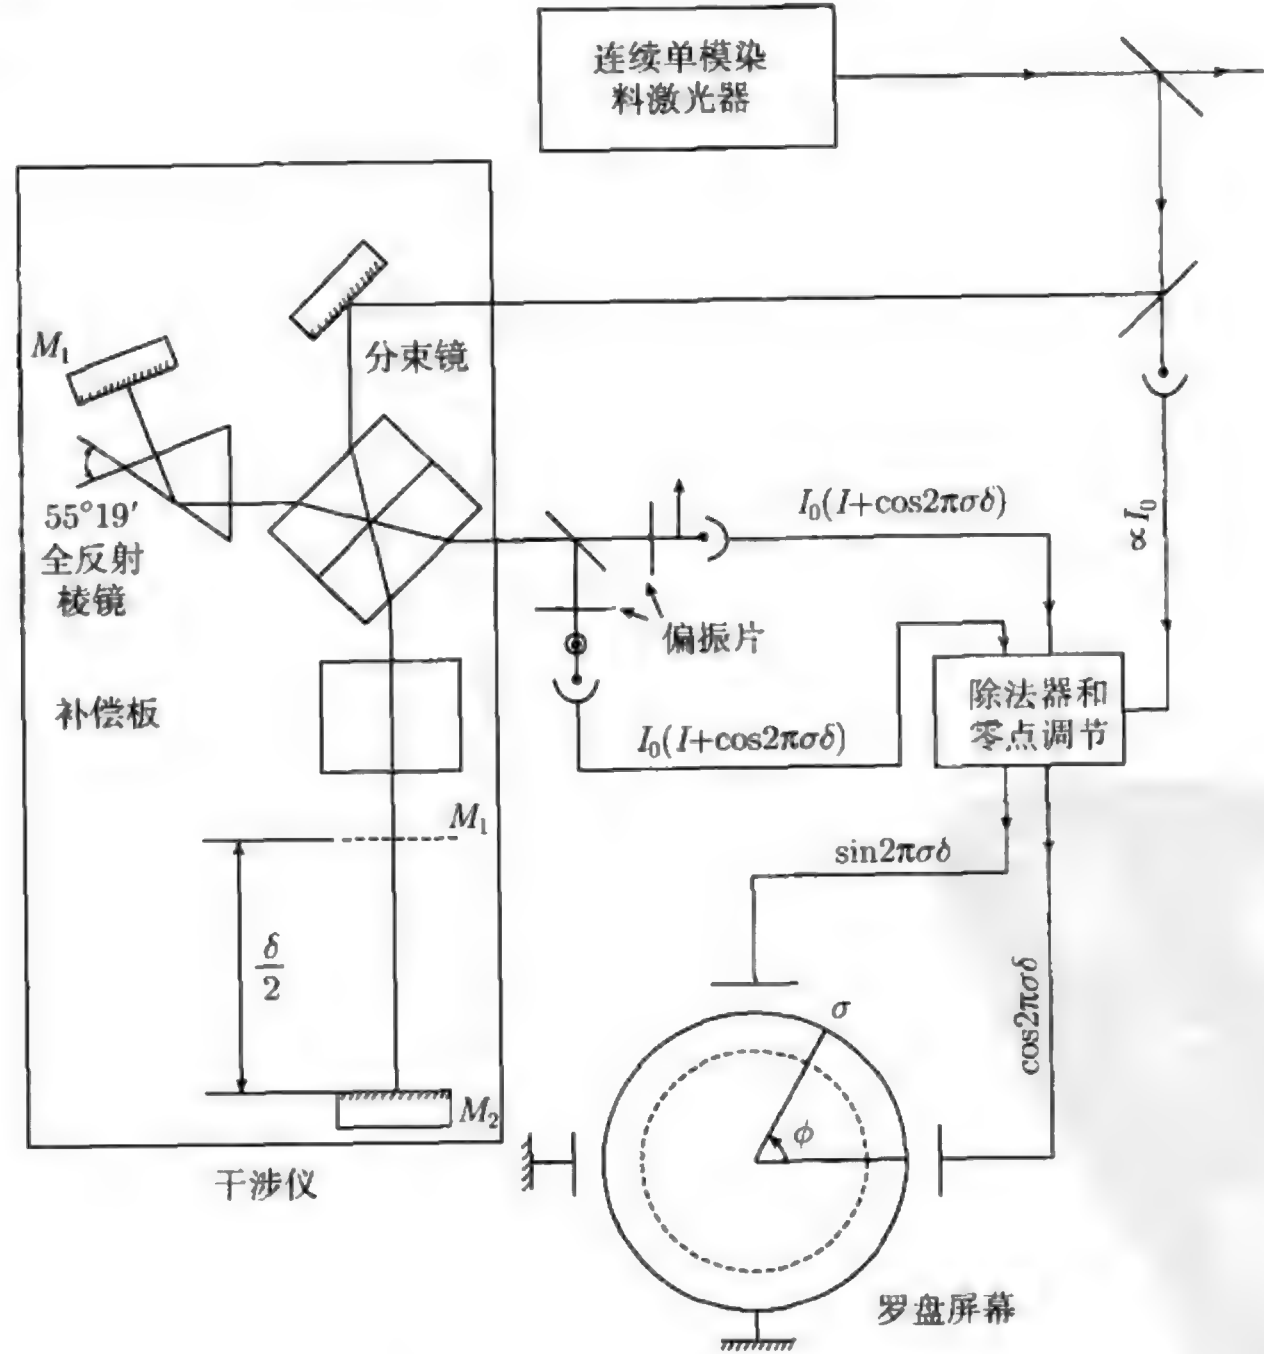 连续单模染
料激光器
M₁
分束镜
55°19′
全反射
棱镜
I₀(I+cos2πσδ)
∝I₀
偏振片
补偿板
I₀(I+cos2πσδ)
除法器和
零点调节
M₁
sin2πσδ
δ/2
cos2πσδ
σ
ϕ
M₂
干涉仪
罗盘屏幕